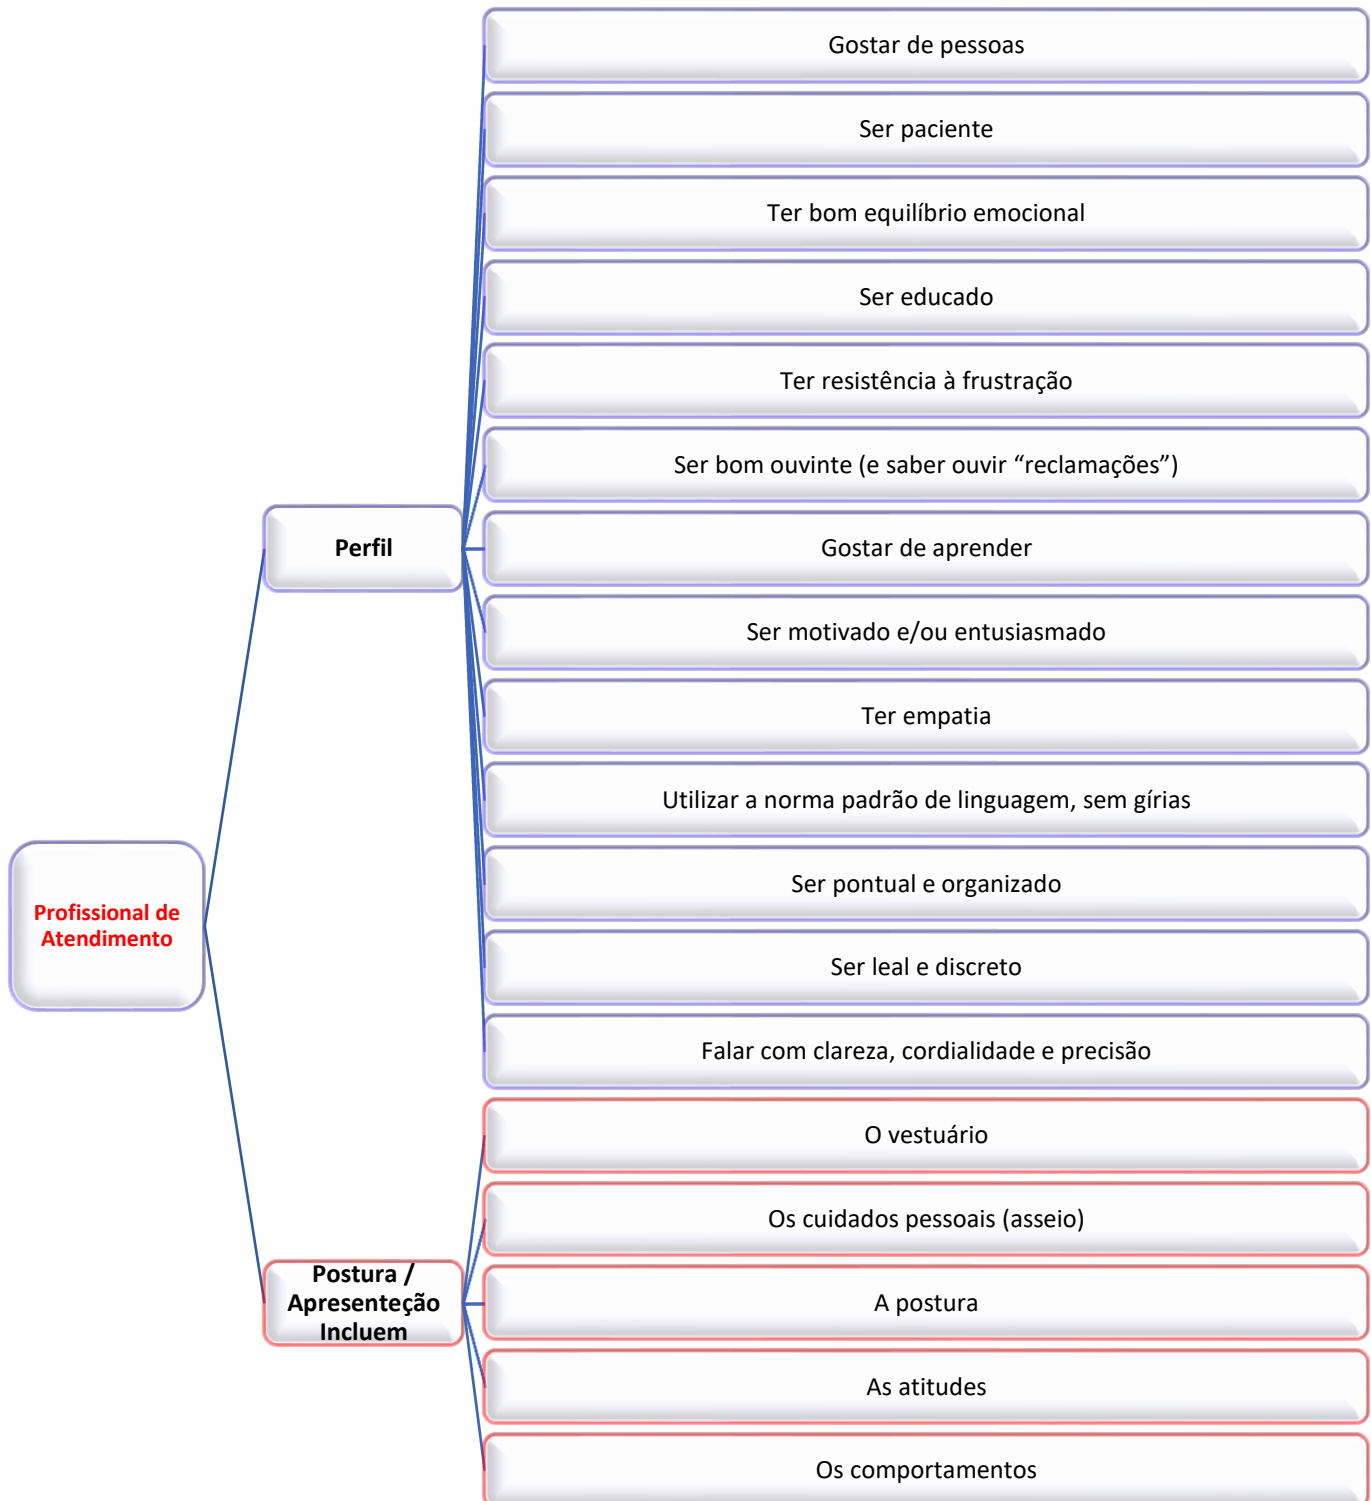 Profissional de
Atendimento
Perfil
Gostar de pessoas
Ser paciente
Ter bom equilíbrio emocional
Ser educado
Ter resistência à frustração
Ser bom ouvinte (e saber ouvir “reclamações”)
Gostar de aprender
Ser motivado e/ou entusiasmado
Ter empatia
Utilizar a norma padrão de linguagem, sem gírias
Ser pontual e organizado
Ser leal e discreto
Falar com clareza, cordialidade e precisão
Postura /
Apresenteção
Incluem
O vestuário
Os cuidados pessoais (asseio)
A postura
As atitudes
Os comportamentos